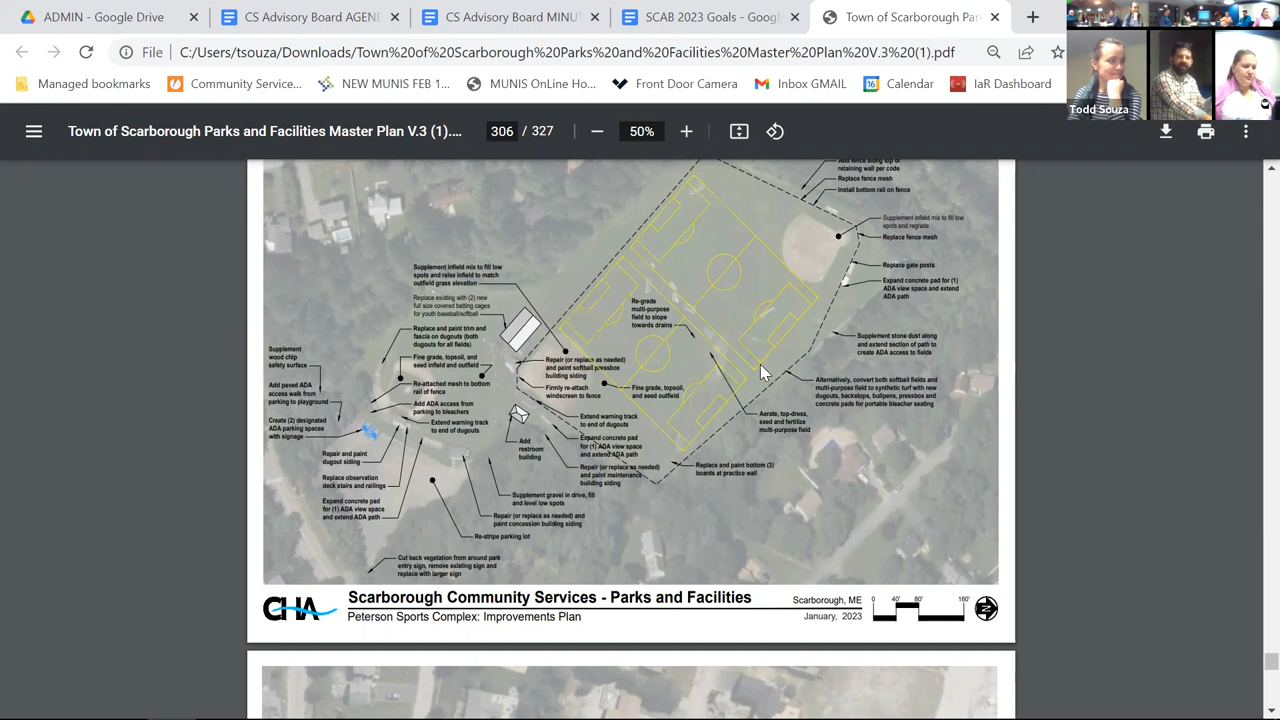 ADMIN - Google Drive
CS Advisory Board AGENT
CS Advisory Board
SCAB 2023 Goals - Goog
Town of Scarborough Par
File
C:/Users/tsouza/Downloads/Town%20of%20Scarborough%20Parks%20and%20Facilities%20Master%20Plan%20V.3%20(1).pdf
Managed bookmarks
Community Service...
NEW MUNIS FEB 1...
MUNIS Online Ho...
Front Door Camera
Inbox GMAIL
Calendar
IaR Dashboard
Todd Souza
Town of Scarborough Parks and Facilities Master Plan V.3 (1)....
/ 327
50%
Add fence along top of
retaining wall per code
Replace fence mesh
Install bottom rail on fence
Supplement infield mix to fill low
spots and regrade
Replace fence mesh
Replace gate posts
Expand concrete pad for (1)
ADA view space and extend
ADA path
Supplement stone dust along
and extend section of path to
create ADA access to fields
Alternatively, convert both softball fields and
multi-purpose field to synthetic turf with new
dugouts, backstops, bullpens, pressbox and
concrete pads for portable bleacher seating
Supplement infield mix to fill low
spots and raise infield to match
outfield grass elevation
Replace existing with (2) new
full size covered batting cages
for youth baseball/softball
Replace and paint trim and
fascia on dugouts (both
dugouts for all fields)
Fine grade, topsoil, and
seed infield and outfield
Re-attached mesh to bottom
rail of fence
Add ADA access from
parking to bleachers
Extend warning track
to end of dugouts
Supplement
wood chip
safety surface
Add paved ADA
access walk from
parking to playground
Create (2) designated
ADA parking spaces
with signage
Repair and paint
dugout siding
Replace observation
deck stairs and railings
Expand concrete pad
for (1) ADA view space
and extend ADA path
Re-grade
multi-purpose
field to slope
towards drains
Repair (or replace as needed)
and paint softball pressbox
building siding
Firmly re-attach
windscreen to fence
Fine grade, topsoil,
and seed outfield
Extend warning track
to end of dugouts
Add
restroom
building
Expand concrete pad
for (1) ADA view space
and extend ADA path
Repair (or replace as needed)
and paint maintenance
building siding
Aerate, top-dress,
seed and fertilize
multi-purpose field
Replace and paint bottom (3)
boards at practice wall
Supplement gravel in drive, fill
and level low spots
Repair (or replace as needed) and
paint concession building siding
Re-stripe parking lot
Cut back vegetation from around park
entry sign, remove existing sign and
replace with larger sign
CHA
Scarborough Community Services - Parks and Facilities
Peterson Sports Complex: Improvements Plan
Scarborough, ME
January, 2023
0 40' 80' 160'